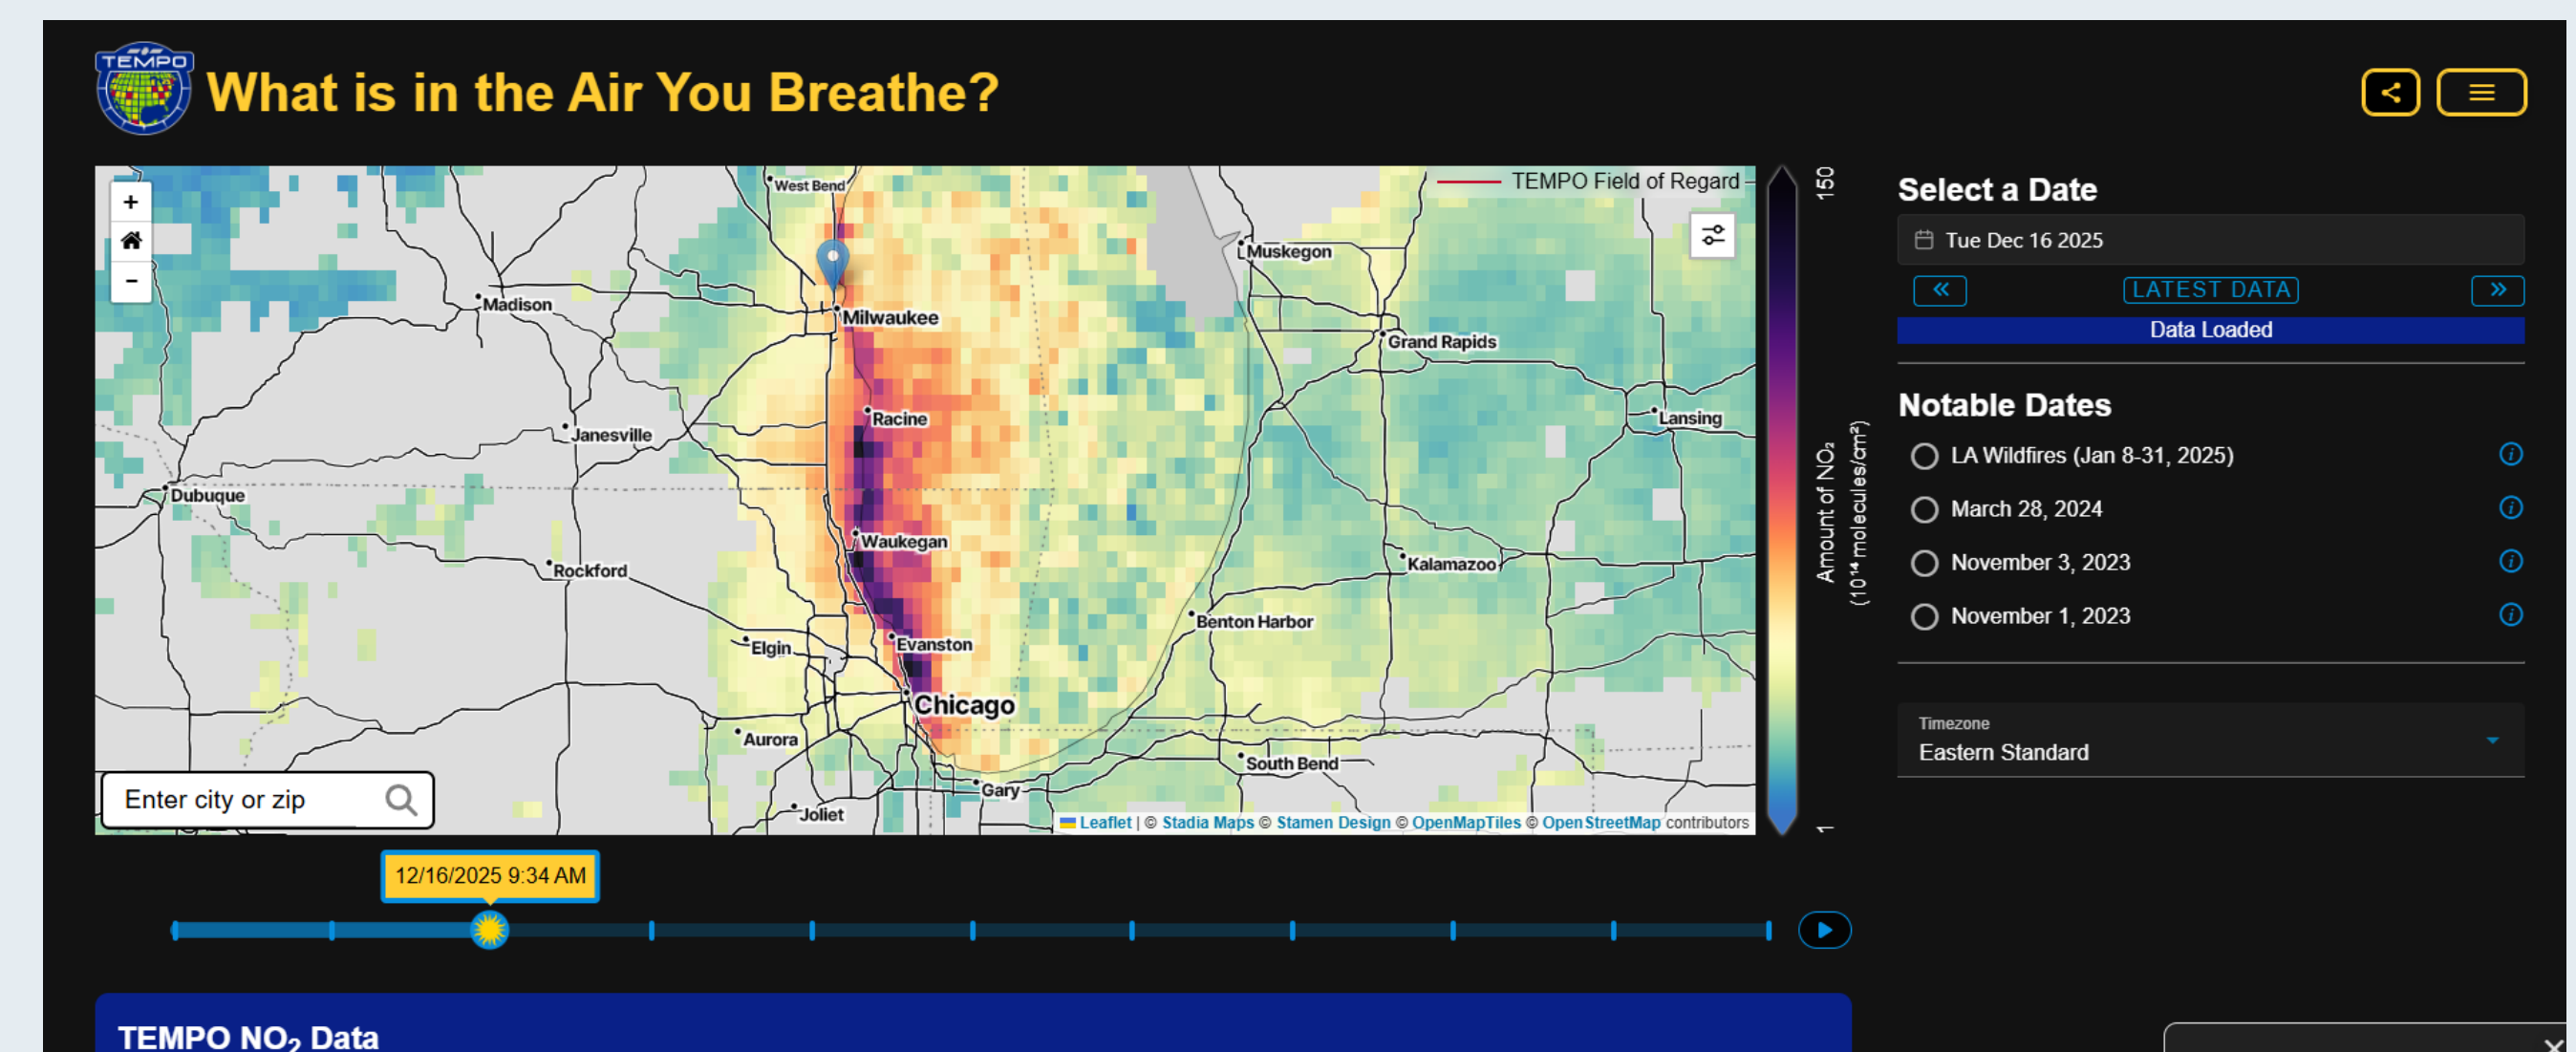 TEMPO
What is in the Air You Breathe?
West Bend
TEMPO Field of Regard
+
−
Muskegon
Madison
Milwaukee
Grand Rapids
Racine
Lansing
Janesville
Dubuque
Waukegan
Rockford
Kalamazoo
Benton Harbor
Elgin
Evanston
Chicago
Aurora
South Bend
Gary
Joliet
Enter city or zip
Leaflet | © Stadia Maps © Stamen Design © OpenMapTiles © OpenStreetMap contributors
150
Amount of NO₂
(10¹⁴ molecules/cm²)
1
Select a Date
Tue Dec 16 2025
« LATEST DATA »
Data Loaded
Notable Dates
LA Wildfires (Jan 8-31, 2025)
March 28, 2024
November 3, 2023
November 1, 2023
Timezone
Eastern Standard
12/16/2025 9:34 AM
TEMPO NO₂ Data